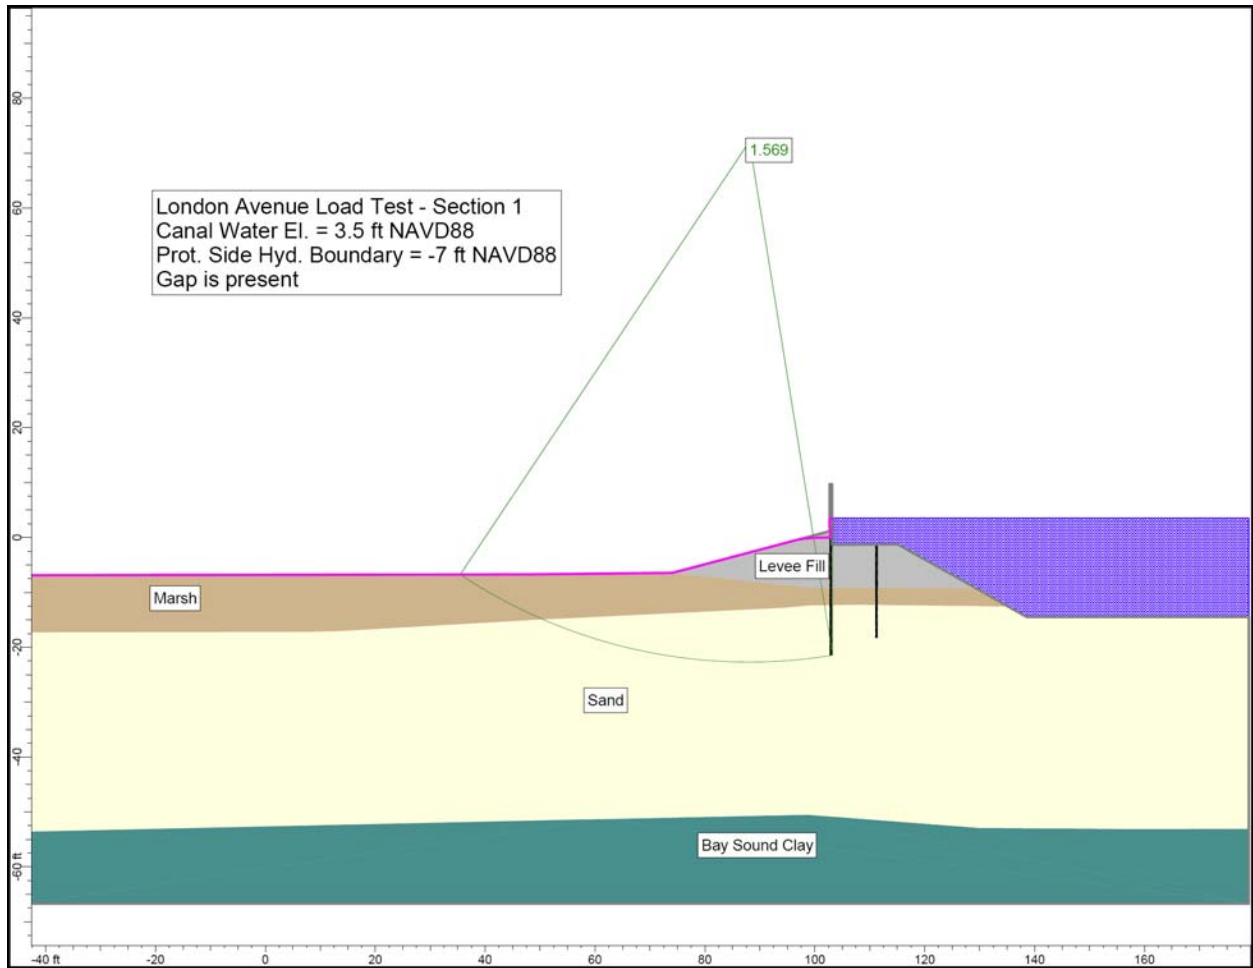 1.569
London Avenue Load Test - Section 1
Canal Water El. = 3.5 ft NAVD88
Prot. Side Hyd. Boundary = -7 ft NAVD88
Gap is present
80
60
40
20
0
-20
-40
-60 ft
Levee Fill
Marsh
Sand
Bay Sound Clay
-40 ft
-20
0
20
40
60
80
100
120
140
160